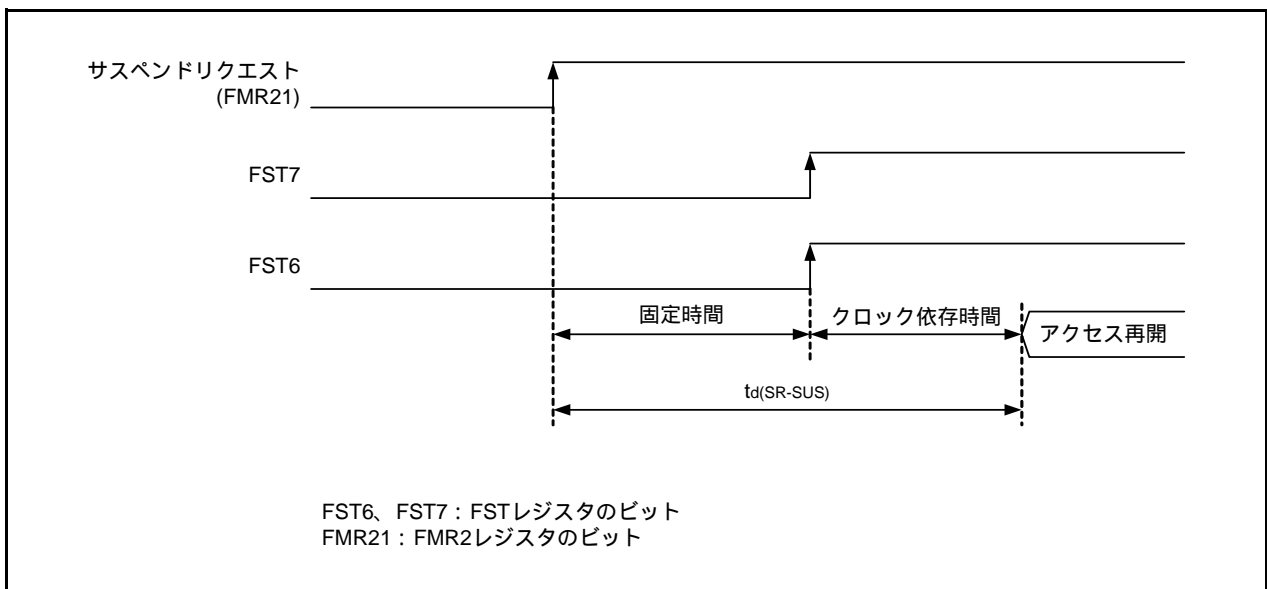 サスペンドリクエスト
(FMR21)
FST7
FST6
固定時間
クロック依存時間
アクセス再開
td(SR-SUS)
FST6、FST7：FSTレジスタのビット
FMR21：FMR2レジスタのビット